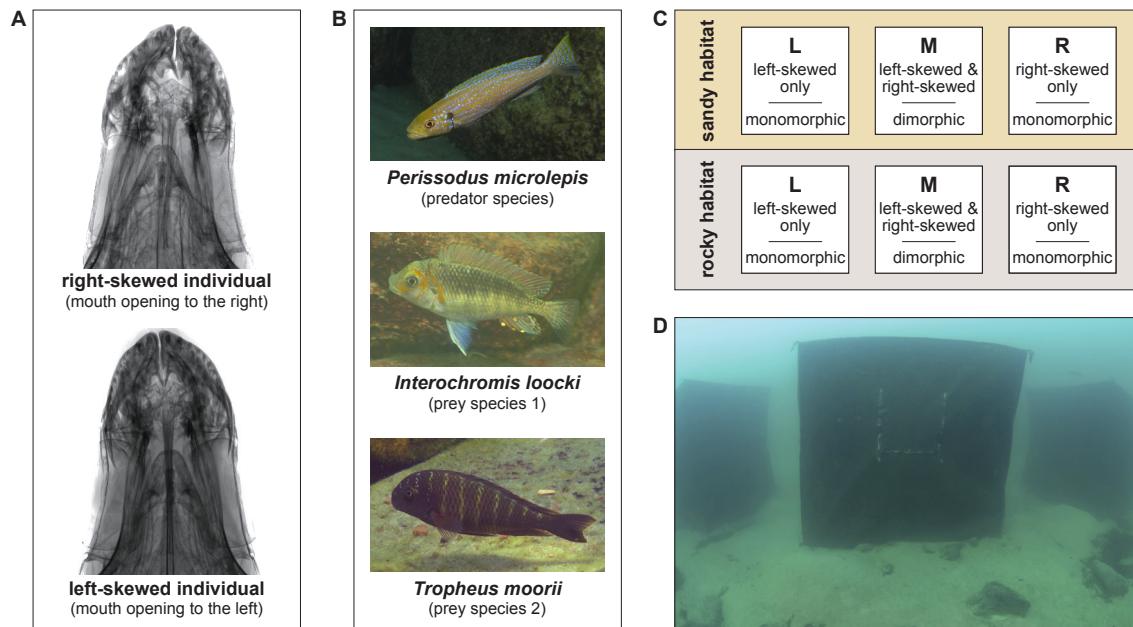 A
right-skewed individual
(mouth opening to the right)
left-skewed individual
(mouth opening to the left)
B
Perissodus microlepis
(predator species)
Interochromis loocki
(prey species 1)
Tropheus moorii
(prey species 2)
C
sandy habitat
L
left-skewed
only
monomorphic
M
left-skewed &
right-skewed
dimorphic
R
right-skewed
only
monomorphic
rocky habitat
L
left-skewed
only
monomorphic
M
left-skewed &
right-skewed
dimorphic
R
right-skewed
only
monomorphic
D